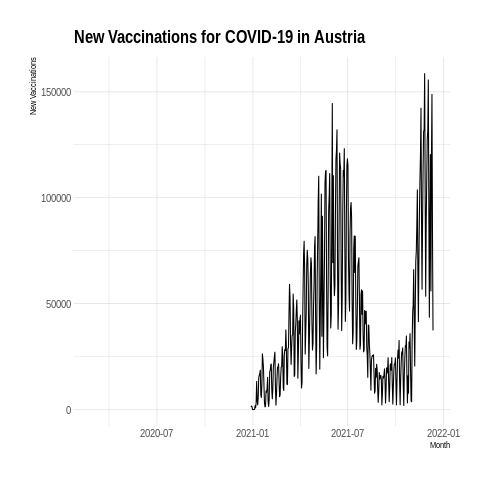 New Vaccinations for COVID-19 in Austria
New Vaccinations
150000
100000
50000
0
2020-07 2021-01 2021-07 2022-01
Month